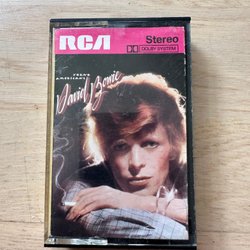 RCA
Stereo
DOLBY SYSTEM
YOUNG
AMERICANS
David Bowie